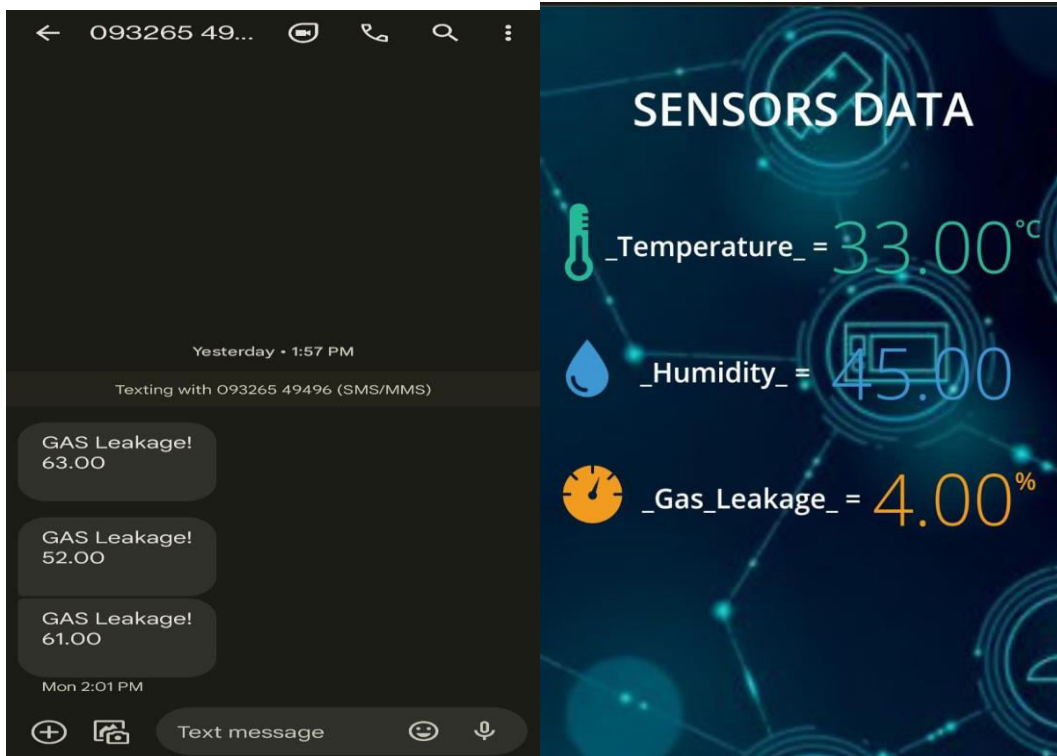 093265 49...
Yesterday • 1:57 PM
Texting with 093265 49496 (SMS/MMS)
GAS Leakage!
63.00
GAS Leakage!
52.00
GAS Leakage!
61.00
Mon 2:01 PM
Text message
SENSORS DATA
_Temperature_ = 33.00°C
_Humidity_ = 45.00
_Gas_Leakage_ = 4.00%